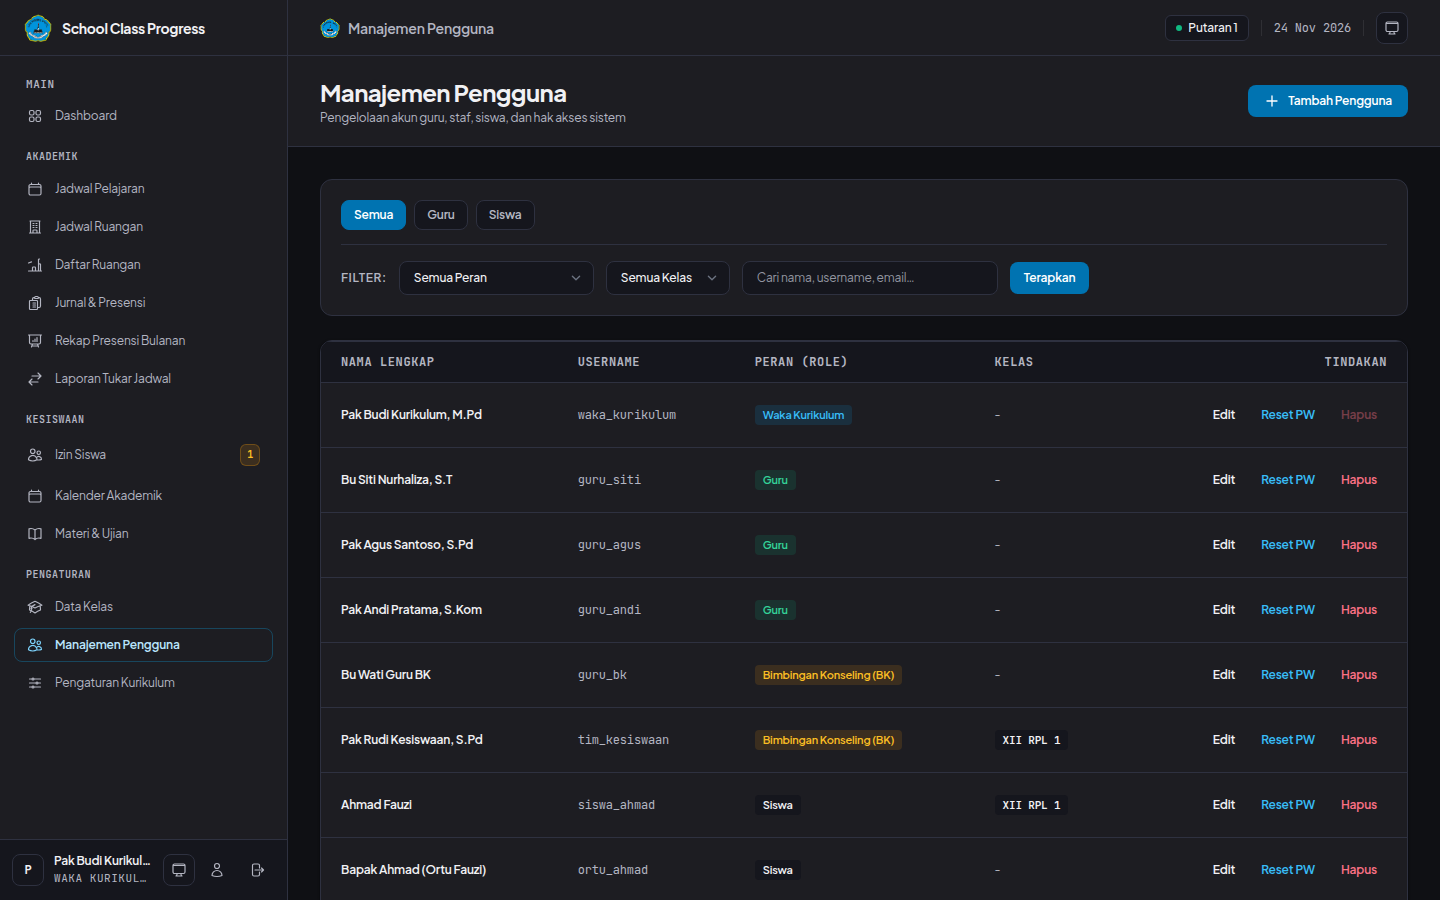 School Class Progress
MAIN
Dashboard
AKADEMIK
Jadwal Pelajaran
Jadwal Ruangan
Daftar Ruangan
Jurnal & Presensi
Rekap Presensi Bulanan
Laporan Tukar Jadwal
KESISWAAN
Izin Siswa 1
Kalender Akademik
Materi & Ujian
PENGATURAN
Data Kelas
Manajemen Pengguna
Pengaturan Kurikulum
P Pak Budi Kurikul...
WAKA KURIKUL...
Manajemen Pengguna Putaran 1 24 Nov 2026
Manajemen Pengguna
Pengelolaan akun guru, staf, siswa, dan hak akses sistem
Tambah Pengguna
Semua Guru Siswa
FILTER: Semua Peran Semua Kelas Cari nama, username, email... Terapkan
NAMA LENGKAP USERNAME PERAN (ROLE) KELAS TINDAKAN
Pak Budi Kurikulum, M.Pd waka_kurikulum Waka Kurikulum - Edit Reset PW Hapus
Bu Siti Nurhaliza, S.T guru_siti Guru - Edit Reset PW Hapus
Pak Agus Santoso, S.Pd guru_agus Guru - Edit Reset PW Hapus
Pak Andi Pratama, S.Kom guru_andi Guru - Edit Reset PW Hapus
Bu Wati Guru BK guru_bk Bimbingan Konseling (BK) - Edit Reset PW Hapus
Pak Rudi Kesiswaan, S.Pd tim_kesiswaan Bimbingan Konseling (BK) XII RPL 1 Edit Reset PW Hapus
Ahmad Fauzi siswa_ahmad Siswa XII RPL 1 Edit Reset PW Hapus
Bapak Ahmad (Ortu Fauzi) ortu_ahmad Siswa - Edit Reset PW Hapus